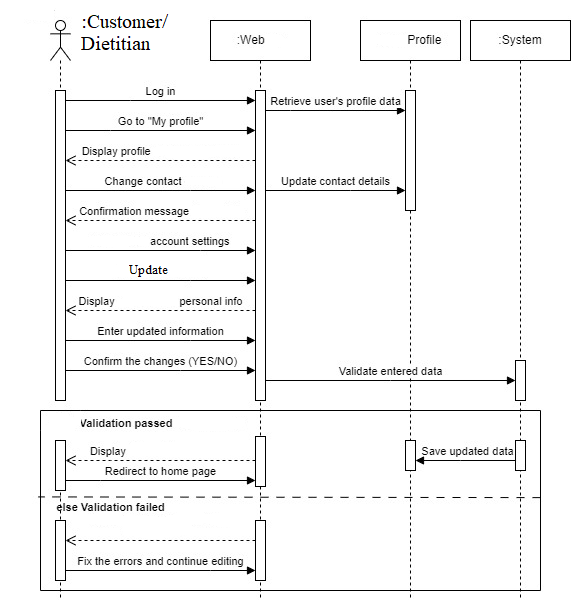 :Customer/
Dietitian
:Web
Profile
:System
Log in
Retrieve user's profile data
Go to "My profile"
Display profile
Change contact
Update contact details
Confirmation message
account settings
Update
Display personal info
Enter updated information
Confirm the changes (YES/NO)
Validate entered data
Validation passed
Display
Save updated data
Redirect to home page
else Validation failed
Fix the errors and continue editing